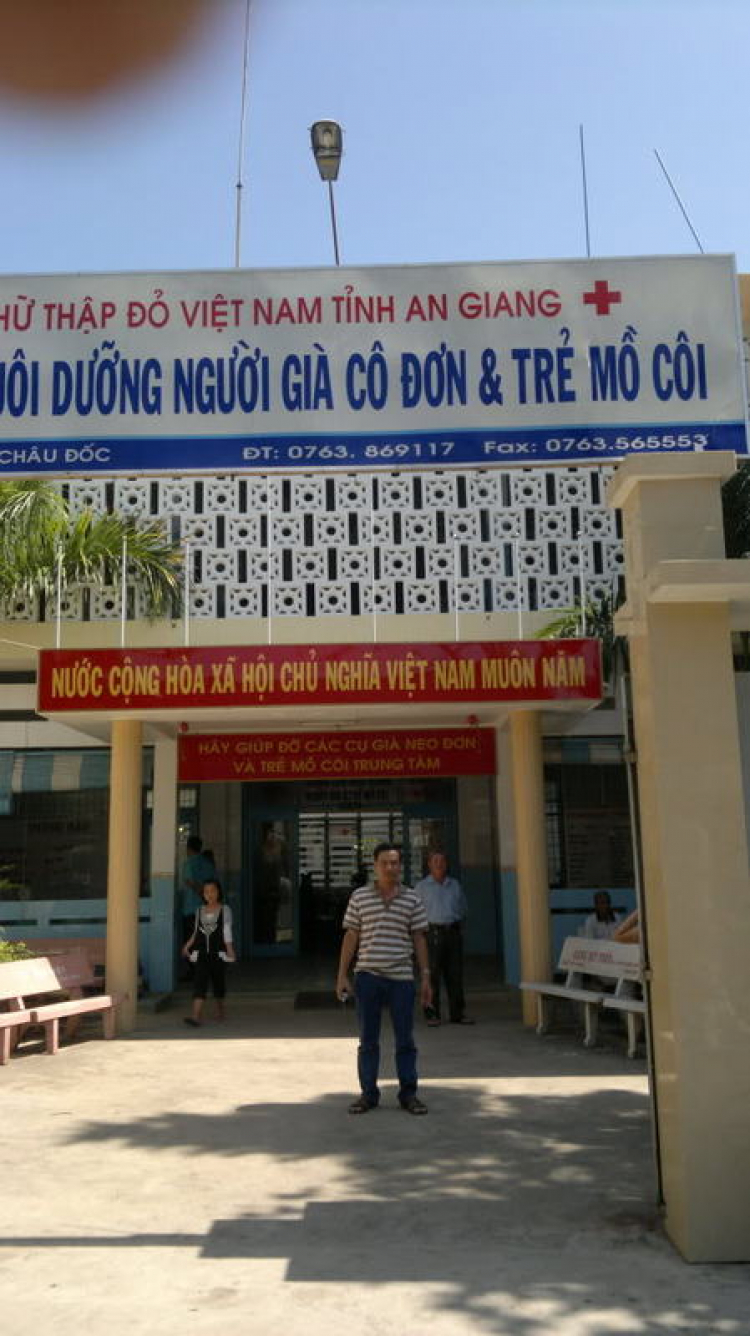 HỮ THẬP ĐỎ VIỆT NAM TỈNH AN GIANG
UÔI DƯỠNG NGƯỜI GIÀ CÔ ĐƠN & TRẺ MỒ CÔI
CHÂU ĐỐC ĐT: 0763. 869117 Fax: 0763.565553
NƯỚC CỘNG HÒA XÃ HỘI CHỦ NGHĨA VIỆT NAM MUÔN NĂM
HÃY GIÚP ĐỠ CÁC CỤ GIÀ NEO ĐƠN
VÀ TRẺ MỒ CÔI TRUNG TÂM